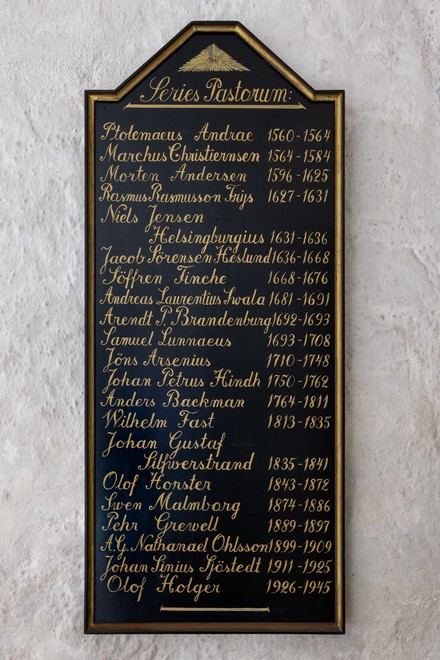 Series Pastorum:
Ptolemaeus Andrae 1560-1564
Marchus Christiernsen 1564-1584
Morten Andersen 1596-1625
Rasmus Rasmusson Frijs 1627-1631
Niels Jensen
Helsingburgius 1631-1636
Jacob Sörensen Heslund 1636-1668
Söffren Finche 1668-1676
Andreas Laurentius Swala 1681-1691
Arendt P. Brandenburg 1692-1693
Samuel Lunnaeus 1693-1708
Jöns Arsenius 1710-1748
Johan Petrus Hindh 1750-1762
Anders Backman 1764-1811
Wilhelm Fast 1813-1835
Johan Gustaf
Silfwerstrand 1835-1841
Olof Horster 1843-1872
Swen Malmborg 1874-1886
Pehr Grewell 1889-1897
A.G. Nathanael Ohlsson 1899-1909
Johan Sinius Sjöstedt 1911-1925
Olof Holger 1926-1945